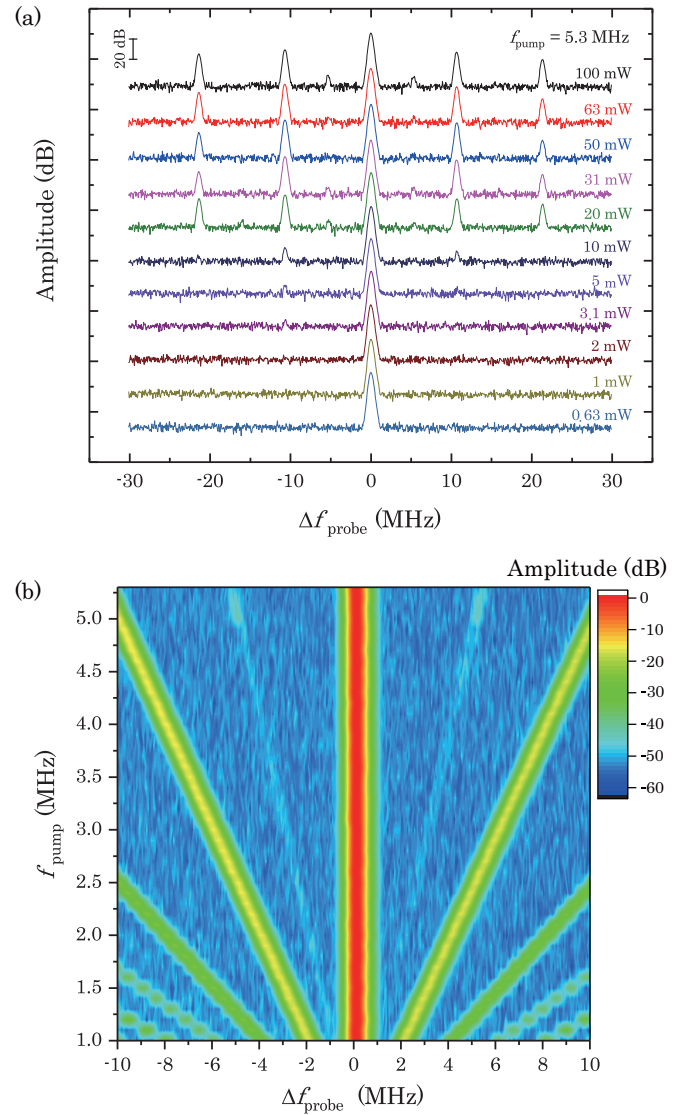 (a)
20 dB
f_pump = 5.3 MHz
100 mW
63 mW
50 mW
31 mW
20 mW
10 mW
5 mW
3.1 mW
2 mW
1 mW
0.63 mW
Amplitude (dB)
-30 -20 -10 0 10 20 30
Δf_probe (MHz)
(b)
Amplitude (dB)
5.0
4.5
4.0
3.5
3.0
2.5
2.0
1.5
1.0
f_pump (MHz)
0
-10
-20
-30
-40
-50
-60
-10 -8 -6 -4 -2 0 2 4 6 8 10
Δf_probe (MHz)